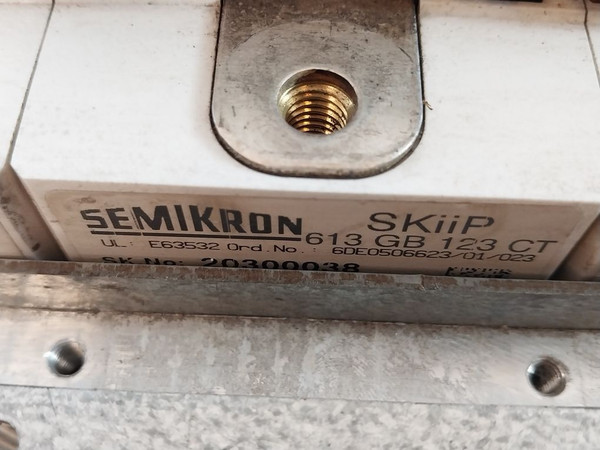 SEMIKRON SKiiP
613 GB 123 CT
UL: E63532 Ord.No.: 6DE0506623/01/023
SK No: 20300038